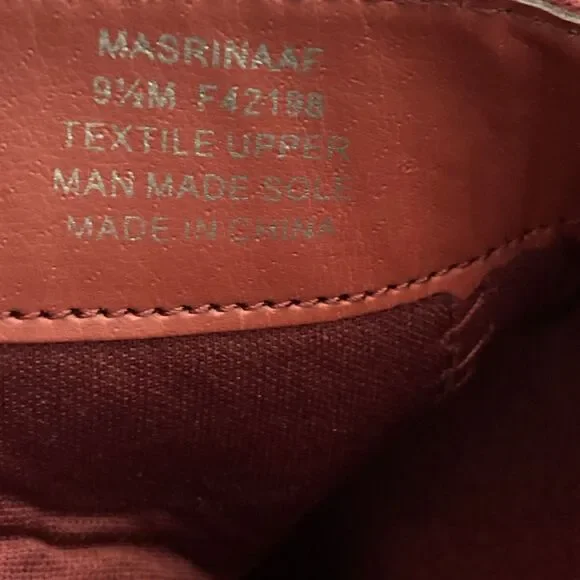 MASRINAAF
9½M F42198
TEXTILE UPPER
MAN MADE SOLE
MADE IN CHINA